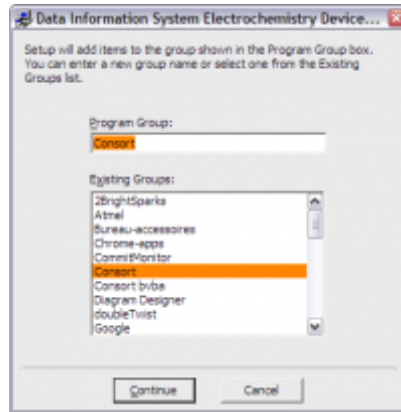 Data Information System Electrochemistry Device...
Setup will add items to the group shown in the Program Group box.
You can enter a new group name or select one from the Existing
Groups list.
Program Group:
Consort
Existing Groups:
2BrightSparks
Atmel
Bureau-accessoires
Chrome-apps
CommitMonitor
Consort
Consort bvba
Diagram Designer
doubleTwist
Google
Continue
Cancel